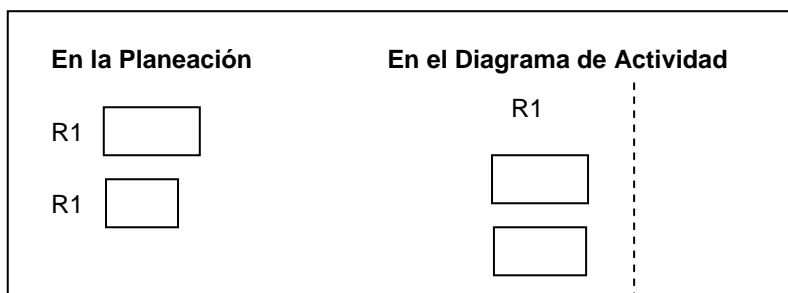 En la Planeación
En el Diagrama de Actividad
R1
R1
R1